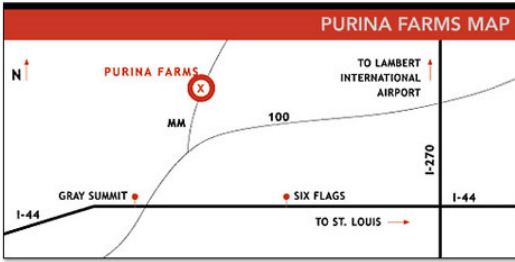 PURINA FARMS MAP
N
PURINA FARMS
X
TO LAMBERT
INTERNATIONAL
AIRPORT
MM
100
I-270
GRAY SUMMIT
SIX FLAGS
I-44
I-44
TO ST. LOUIS